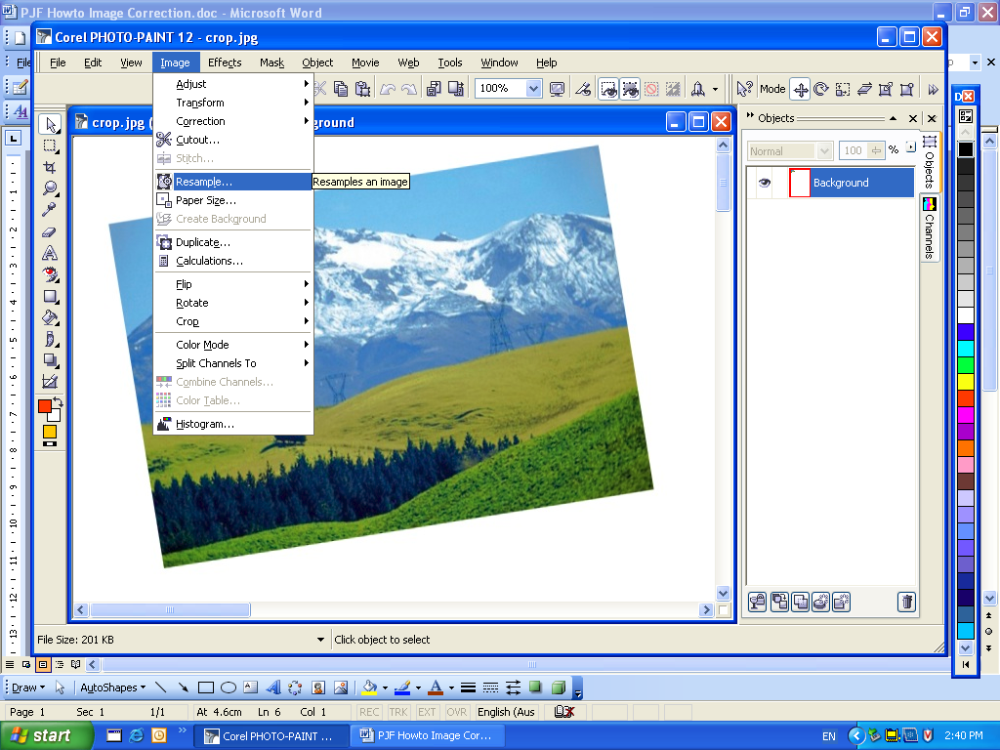 PJF Howto Image Correction.doc - Microsoft Word
Corel PHOTO-PAINT 12 - crop.jpg
File Edit View Image Effects Mask Object Movie Web Tools Window Help
100% Mode
Adjust
Transform
Correction
Cutout...
Stitch...
Resample...
Resamples an image
Paper Size...
Create Background
Duplicate...
Calculations...
Flip
Rotate
Crop
Color Mode
Split Channels To
Combine Channels...
Color Table...
Histogram...
Objects
Normal 100 %
Background
Objects
Channels
File Size: 201 KB Click object to select
Draw AutoShapes
Page 1 Sec 1 1/1 At 4.6cm Ln 6 Col 1 REC TRK EXT OVR English (Aus
start Corel PHOTO-PAINT ... PJF Howto Image Cor... EN 2:40 PM